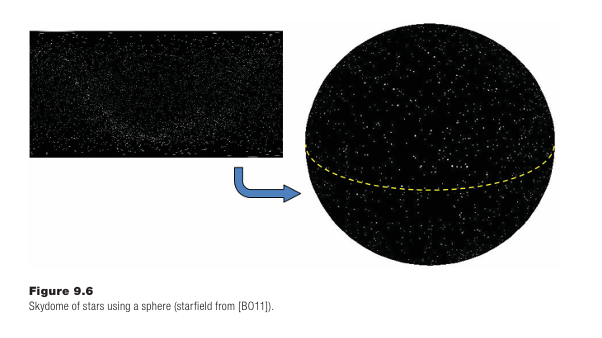 Figure 9.6
Skydome of stars using a sphere (starfield from [BO11]).